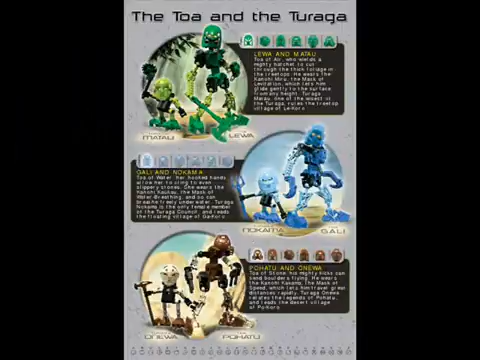 The Toa and the Turaga
LEWA AND MATAU
Toa of Air, who wields a
mighty hatchet to cut
through the thick foliage in
the treetops. He wears the
Kanohi Miru, the Mask of
Levitation, which lets him
glide gently to the surface
from any height. Turaga
Matau, one of the wisest of
the Turaga, rules the treetop
village of Le-Koro.
MATAU
LEWA
GALI AND NOKAMA
Toa of Water, her hooked hands
allow her to cling to even
slippery stones. She wears the
Kanohi Kaukau, the Mask of
Water-Breathing, and so can
breathe freely underwater. Turaga
Nokama is the only female member
of the Turaga Council, and leads
the floating village of Ga-Koro.
NOKAMA
GALI
POHATU AND ONEWA
Toa of Stone, his mighty kicks can
send boulders flying. He wears
the Kanohi Kakama, the Mask of
Speed, which lets him travel great
distances rapidly. Turaga Onewa
relates the legends of Pohatu,
and leads the desert village
of Po-Koro.
ONEWA
POHATU